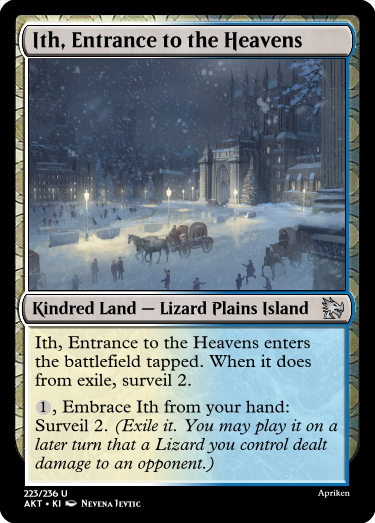 Ith, Entrance to the Heavens
Kindred Land — Lizard Plains Island
Ith, Entrance to the Heavens enters
the battlefield tapped. When it does
from exile, surveil 2.
1, Embrace Ith from your hand:
Surveil 2. (Exile it. You may play it on a
later turn that a Lizard you control dealt
damage to an opponent.)
223/236 U
Apriken
AKT • KI Nevena Jevtic